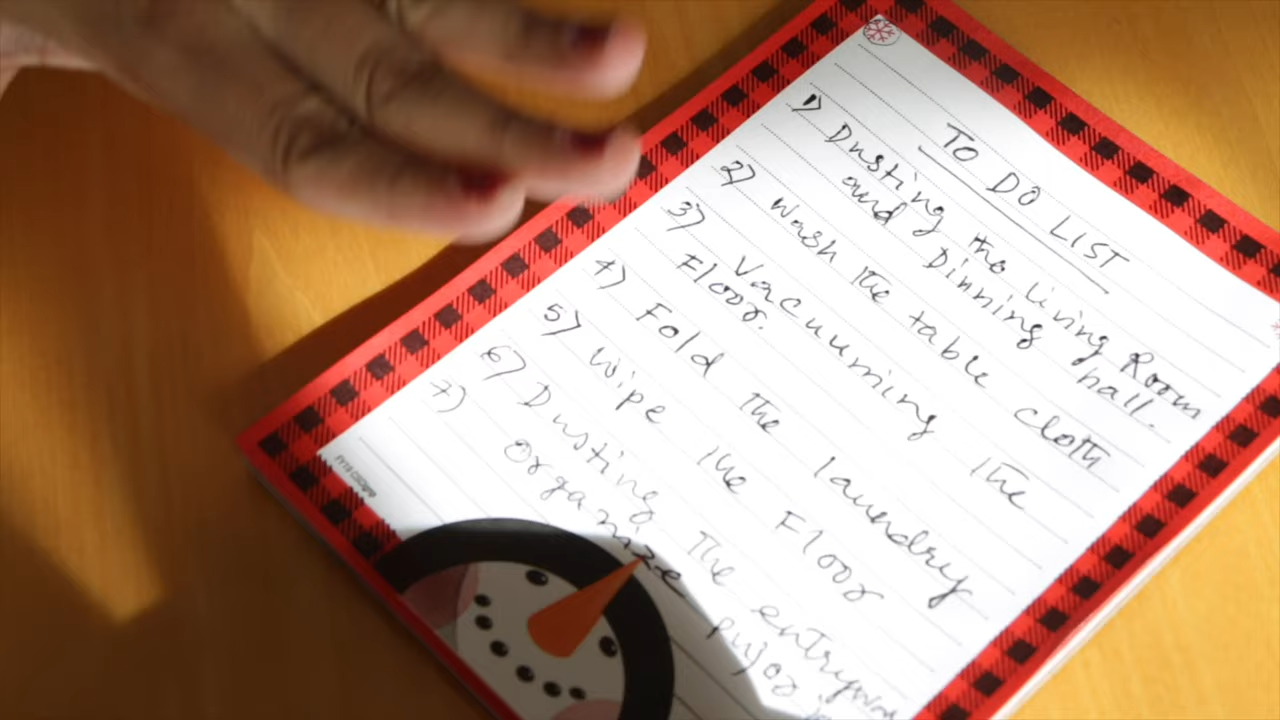 TO DO LIST
1) Dusting the living Room
and Dinning hall.
2) Wash the table cloth
3) Vacuuming the
Floor.
4) Fold the laundry
5) Wipe the Floor
6) Dusting the entryway
7) Organize